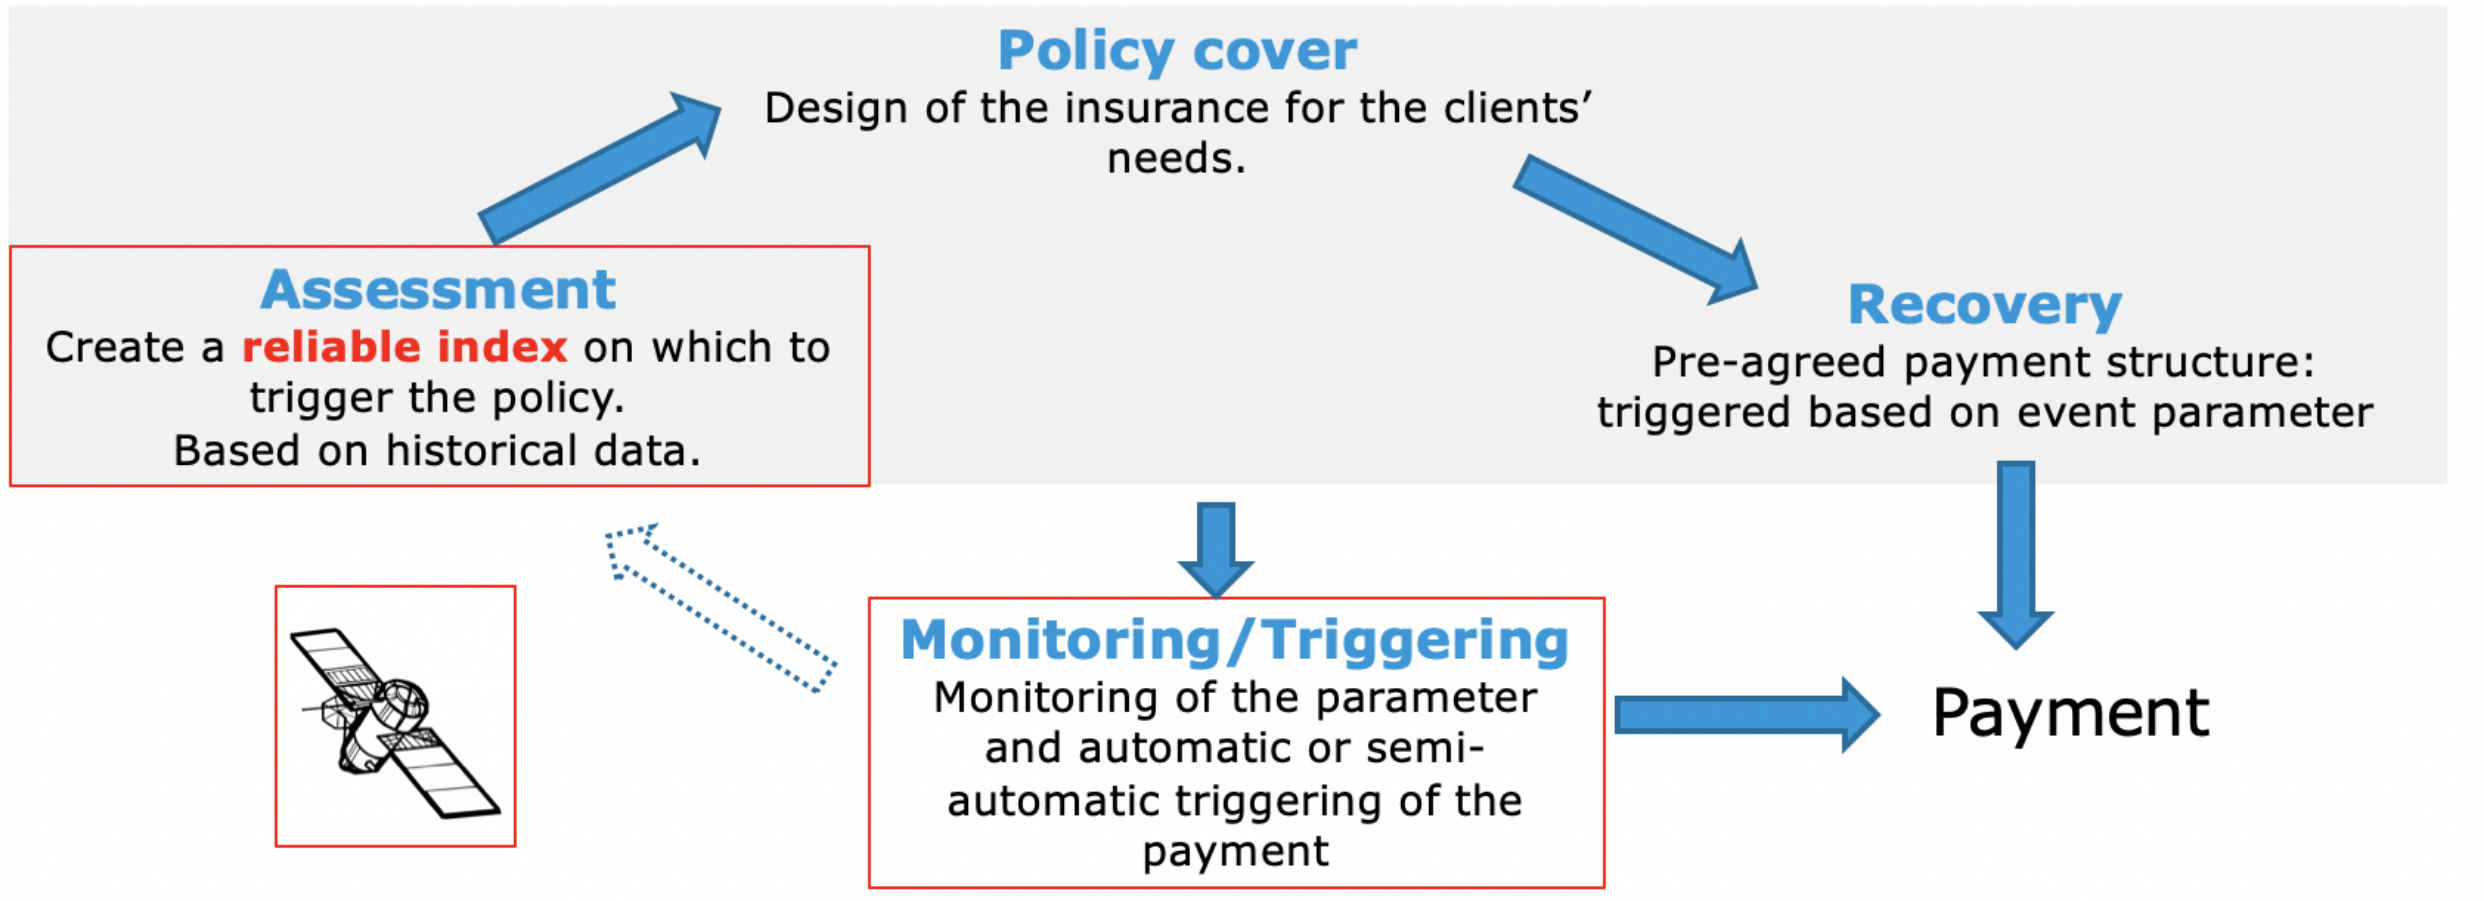 Policy cover
Design of the insurance for the clients’
needs.
Assessment
Create a reliable index on which to
trigger the policy.
Based on historical data.
Recovery
Pre-agreed payment structure:
triggered based on event parameter
Monitoring/Triggering
Monitoring of the parameter
and automatic or semi-
automatic triggering of the
payment
Payment